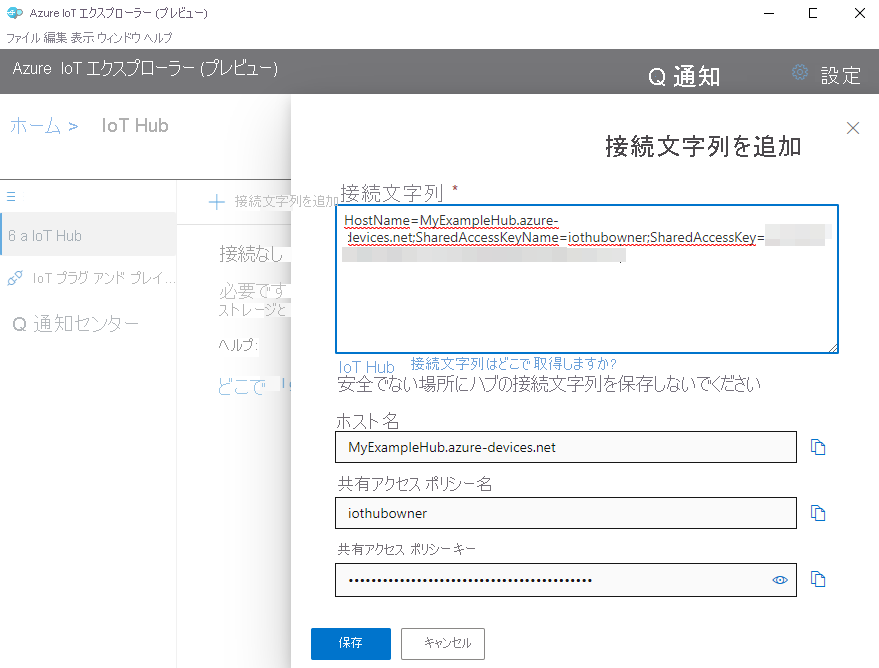 Azure IoT エクスプローラー (プレビュー)
ファイル 編集 表示 ウィンドウ ヘルプ
Azure IoT エクスプローラー (プレビュー)
Q 通知
設定
ホーム > IoT Hub
接続文字列を追加
6 a IoT Hub
IoT プラグ アンド プレイ...
Q 通知センター
接続文字列を追加
接続なし
必要です
ストレージと
ヘルプ:
どこで
接続文字列 *
HostName=MyExampleHub.azure-
devices.net;SharedAccessKeyName=iothubowner;SharedAccessKey=
IoT Hub 接続文字列はどこで取得しますか?
安全でない場所にハブの接続文字列を保存しないでください
ホスト名
MyExampleHub.azure-devices.net
共有アクセス ポリシー名
iothubowner
共有アクセス ポリシーキー
保存
キャンセル